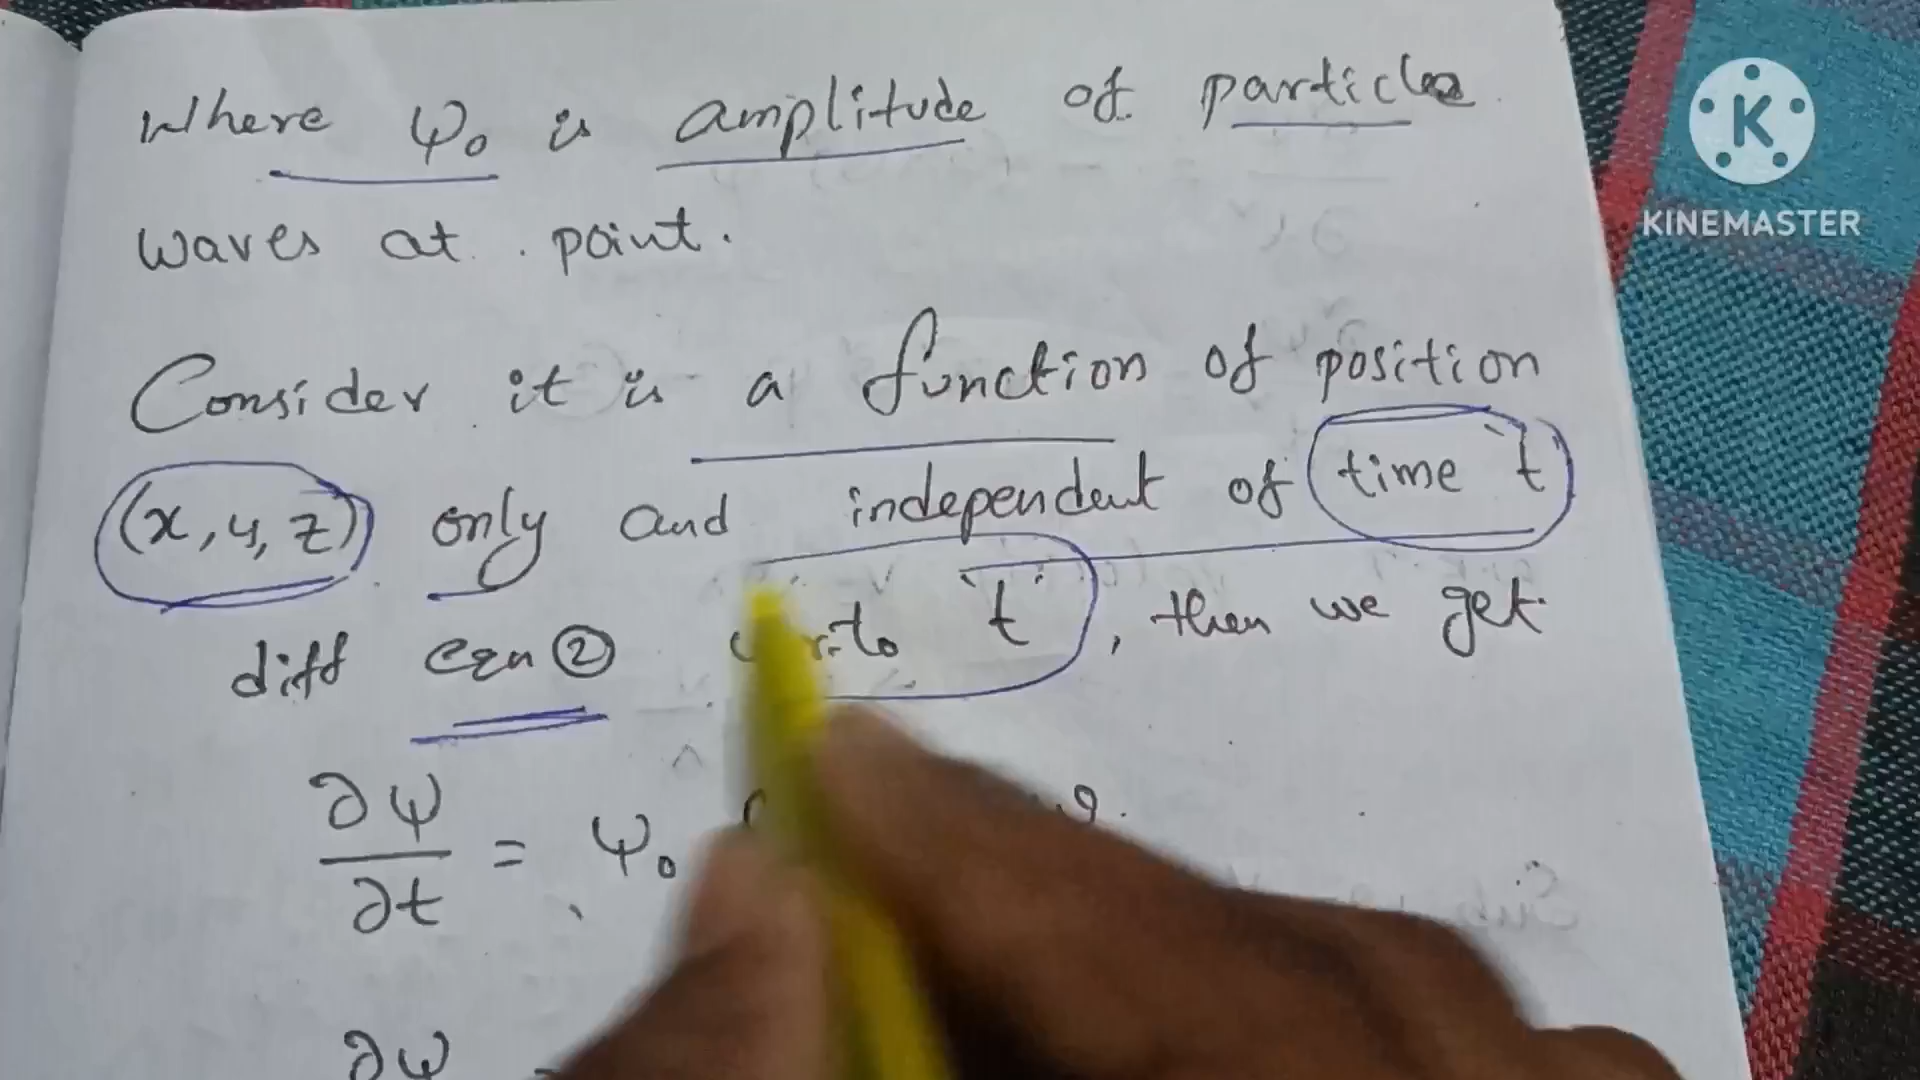 Where ψ₀ is amplitude of particle
waves at point.
Consider it is a function of position
(x, y, z) only and independent of time 't'
diff eqn ② w.r.to 't', then we get
∂ψ/∂t = ψ₀
∂ψ
K
KINEMASTER